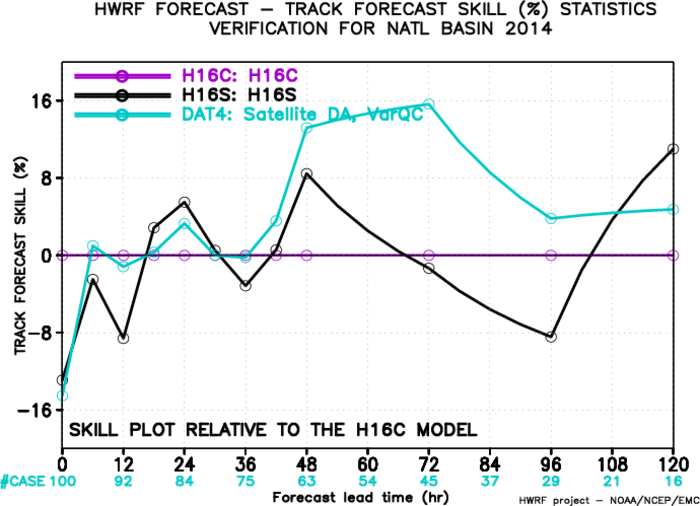 HWRF FORECAST – TRACK FORECAST SKILL (%) STATISTICS
VERIFICATION FOR NATL BASIN 2014
H16C: H16C
H16S: H16S
DAT4: Satellite DA, VarQC
TRACK FORECAST SKILL (%)
16
8
0
-8
-16
SKILL PLOT RELATIVE TO THE H16C MODEL
0 12 24 36 48 60 72 84 96 108 120
#CASE 100 92 84 75 63 54 45 37 29 21 16
Forecast lead time (hr)
HWRF project – NOAA/NCEP/EMC